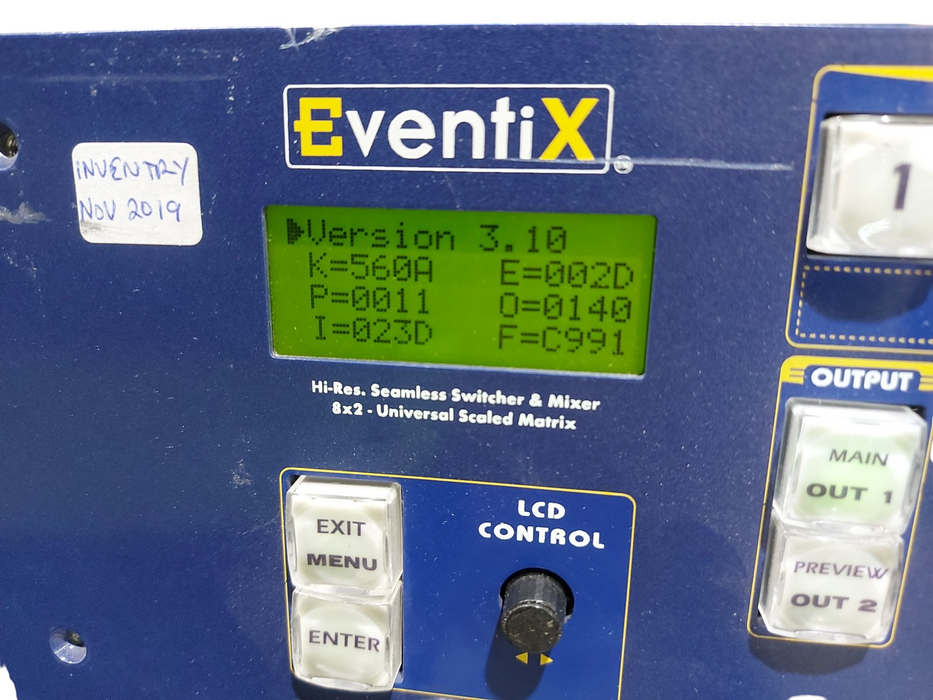 EventiX
®
INVENTRY
NOV 2019
Version 3.10
K=560A E=002D
P=0011 O=0140
I=023D F=C991
Hi-Res. Seamless Switcher & Mixer
8x2 - Universal Scaled Matrix
1
OUTPUT
MAIN
OUT 1
PREVIEW
OUT 2
EXIT
MENU
ENTER
LCD
CONTROL